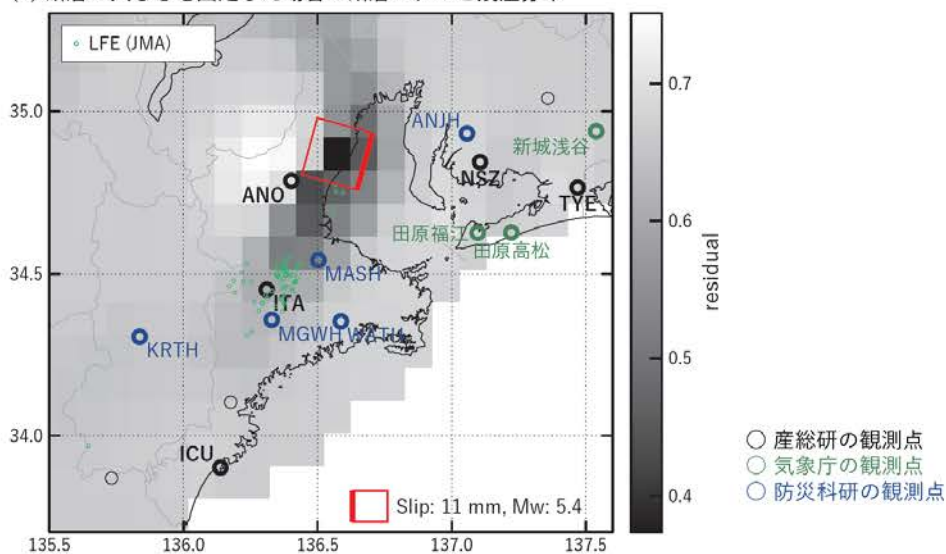 LFE (JMA)
35.0
34.5
34.0
135.5
136.0
136.5
137.0
137.5
ANJH
新城浅谷
NSZ
ANO
TYE
田原福江
田原高松
MASH
ITA
MGWH
KRTH
ICU
Slip: 11 mm, Mw: 5.4
0.7
0.6
0.5
0.4
residual
産総研の観測点
気象庁の観測点
防災科研の観測点